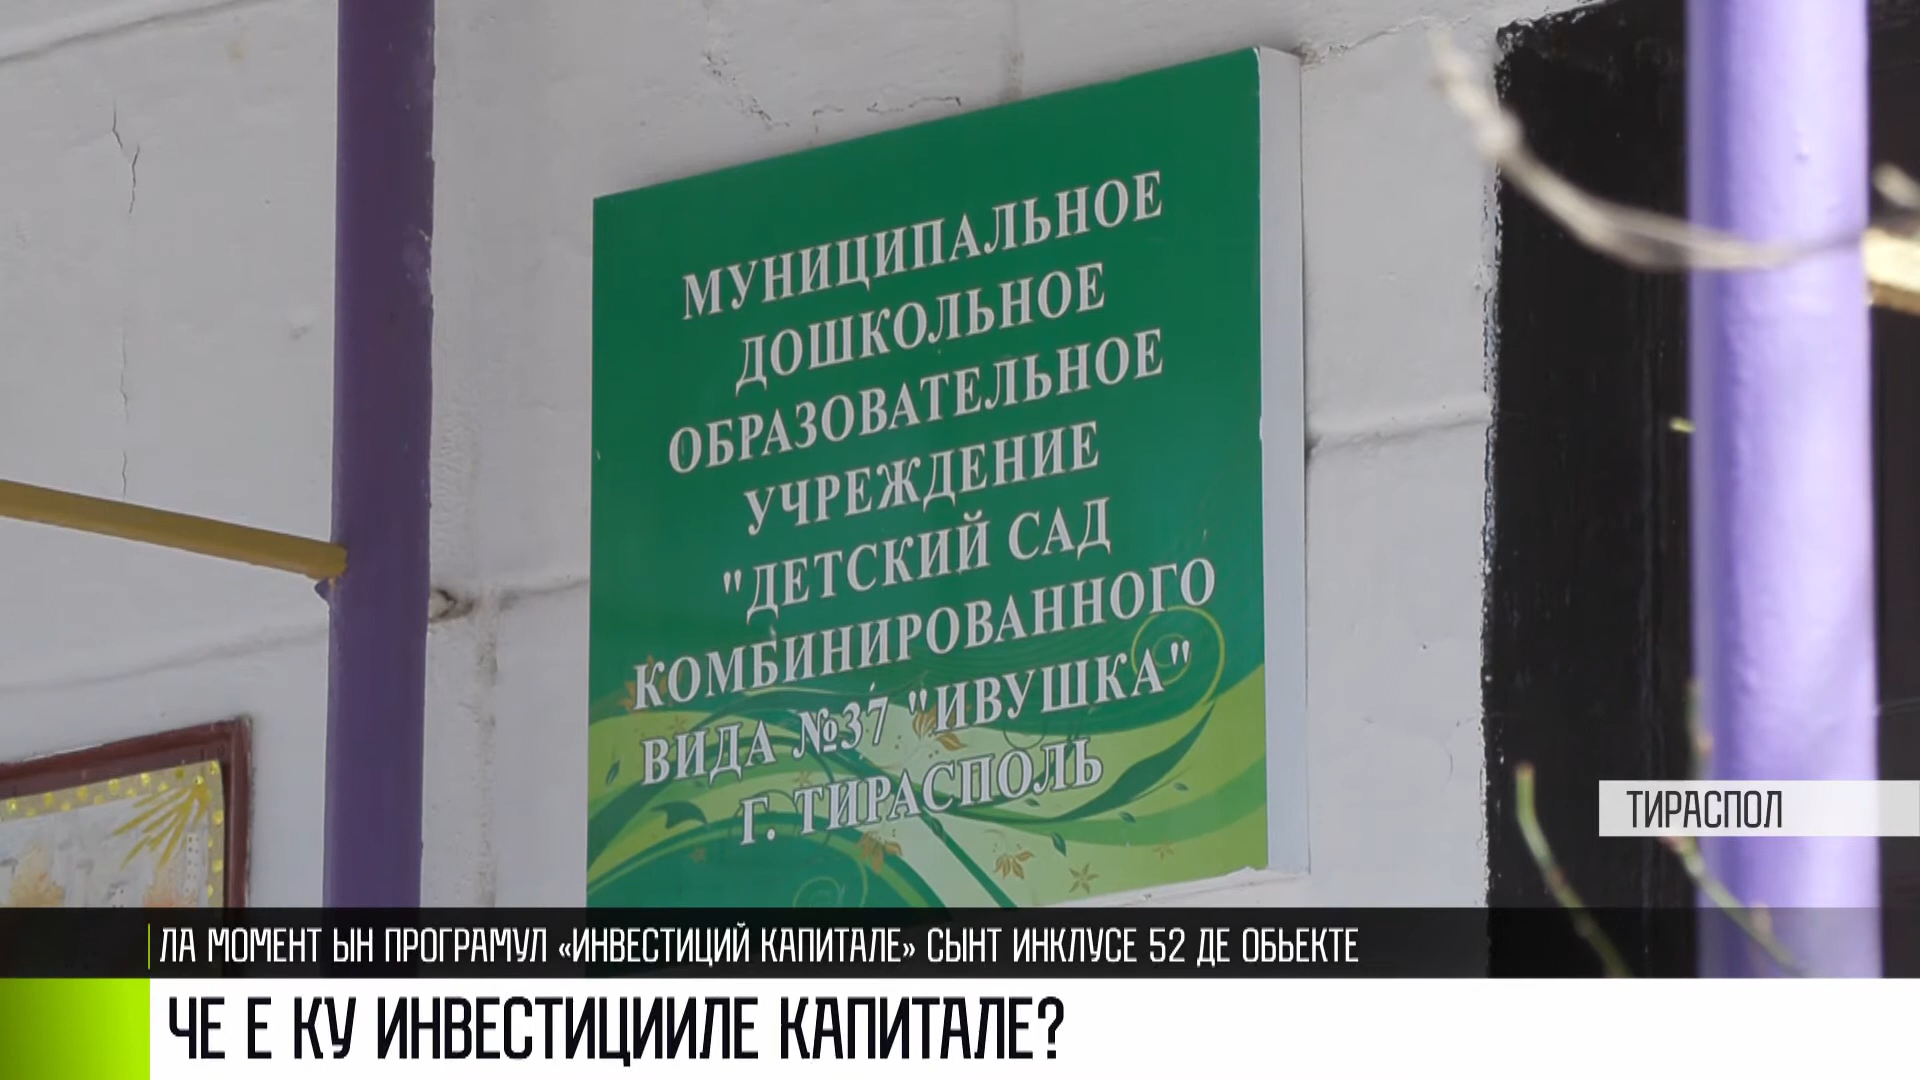 МУНИЦИПАЛЬНОЕ
ДОШКОЛЬНОЕ
ОБРАЗОВАТЕЛЬНОЕ
УЧРЕЖДЕНИЕ
"ДЕТСКИЙ САД
КОМБИНИРОВАННОГО
ВИДА №37 "ИВУШКА"
Г. ТИРАСПОЛЬ
ТИРАСПОЛ
ЛА МОМЕНТ ЫН ПРОГРАМУЛ «ИНВЕСТИЦИЙ КАПИТАЛЕ» СЫНТ ИНКЛУСЕ 52 ДЕ ОБЬЕКТЕ
ЧЕ Е КУ ИНВЕСТИЦИИЛЕ КАПИТАЛЕ?